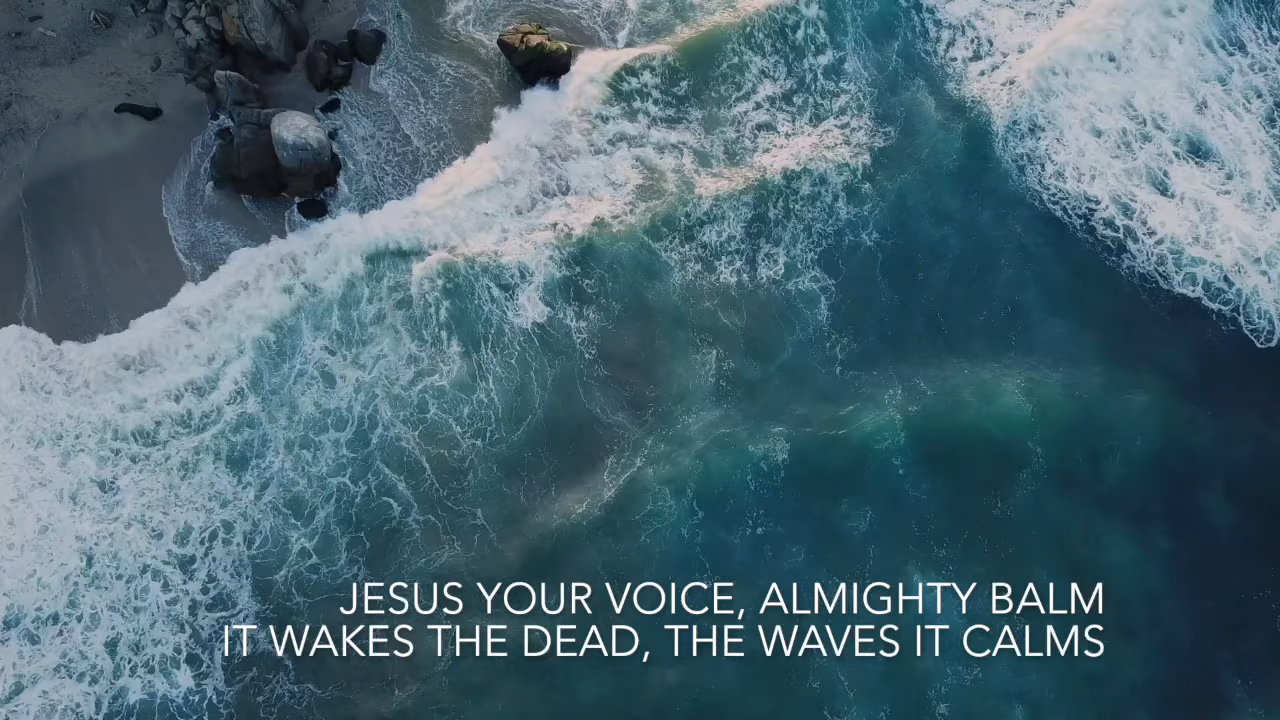 JESUS YOUR VOICE, ALMIGHTY BALM
IT WAKES THE DEAD, THE WAVES IT CALMS